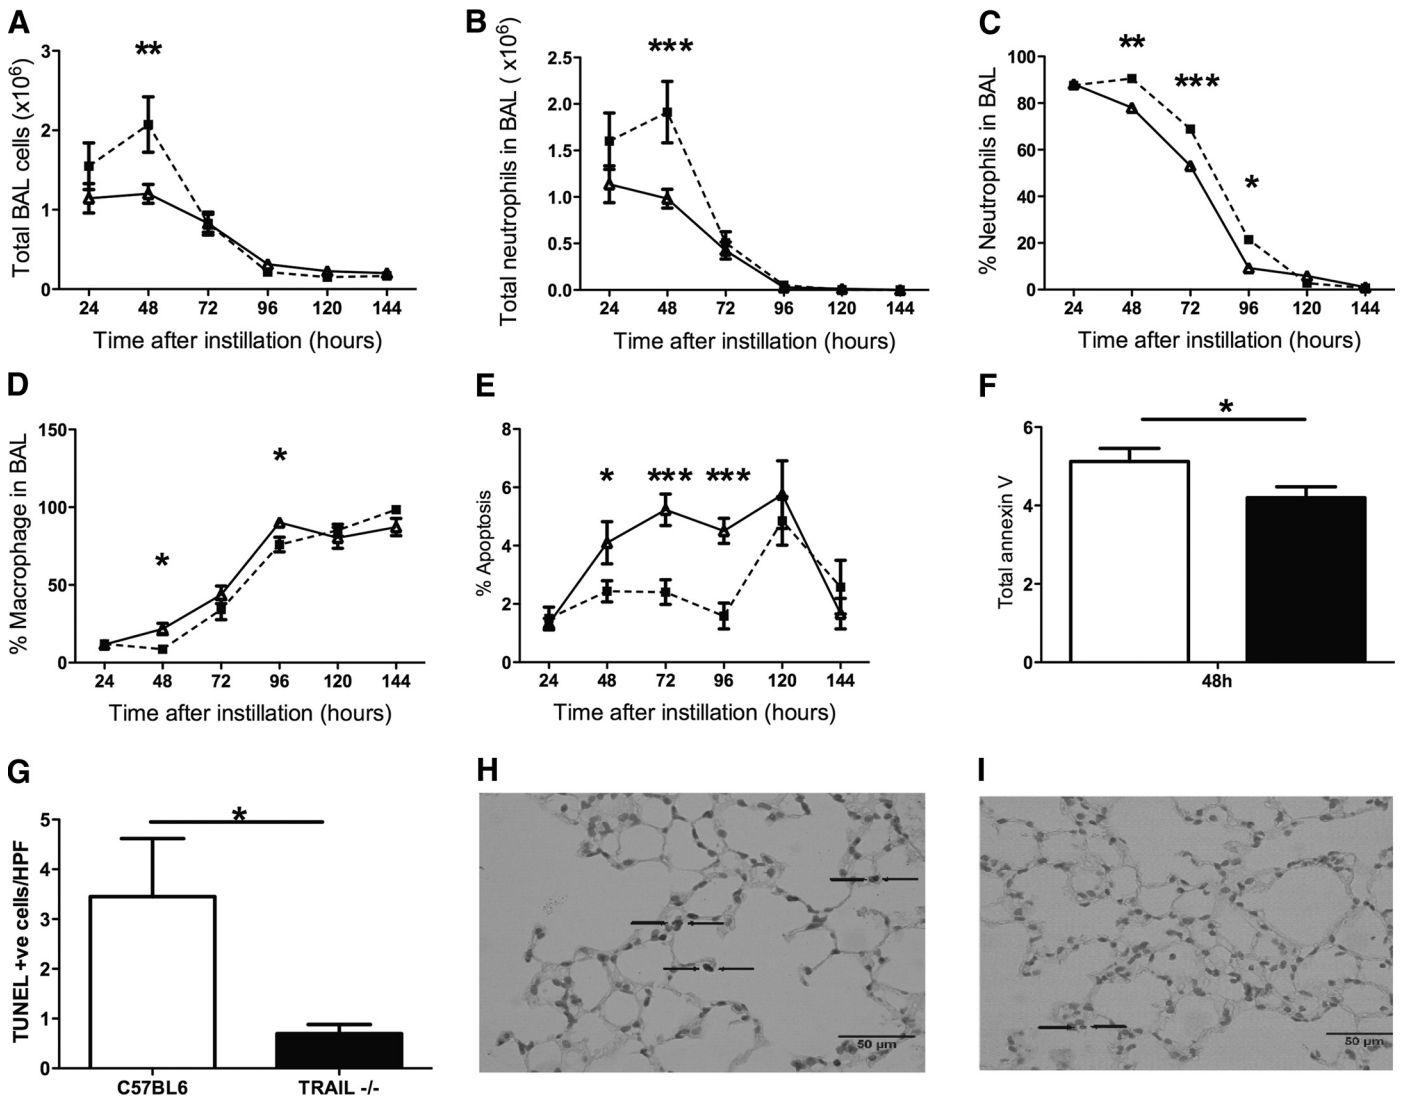 A
Total BAL cells (x10⁶)
3
2
1
0
**
24 48 72 96 120 144
Time after instillation (hours)
B
Total neutrophils in BAL ( x10⁶)
2.5
2.0
1.5
1.0
0.5
0.0
***
24 48 72 96 120 144
Time after instillation (hours)
C
% Neutrophils in BAL
100
80
60
40
20
0
**
***
*
24 48 72 96 120 144
Time after instillation (hours)
D
% Macrophage in BAL
150
100
50
0
*
*
24 48 72 96 120 144
Time after instillation (hours)
E
% Apoptosis
8
6
4
2
0
* *** ***
24 48 72 96 120 144
Time after instillation (hours)
F
Total annexin V
6
4
2
0
*
48h
G
TUNEL +ve cells/HPF
5
4
3
2
1
0
*
C57BL6 TRAIL -/-
H
50 µm
I
50 µm